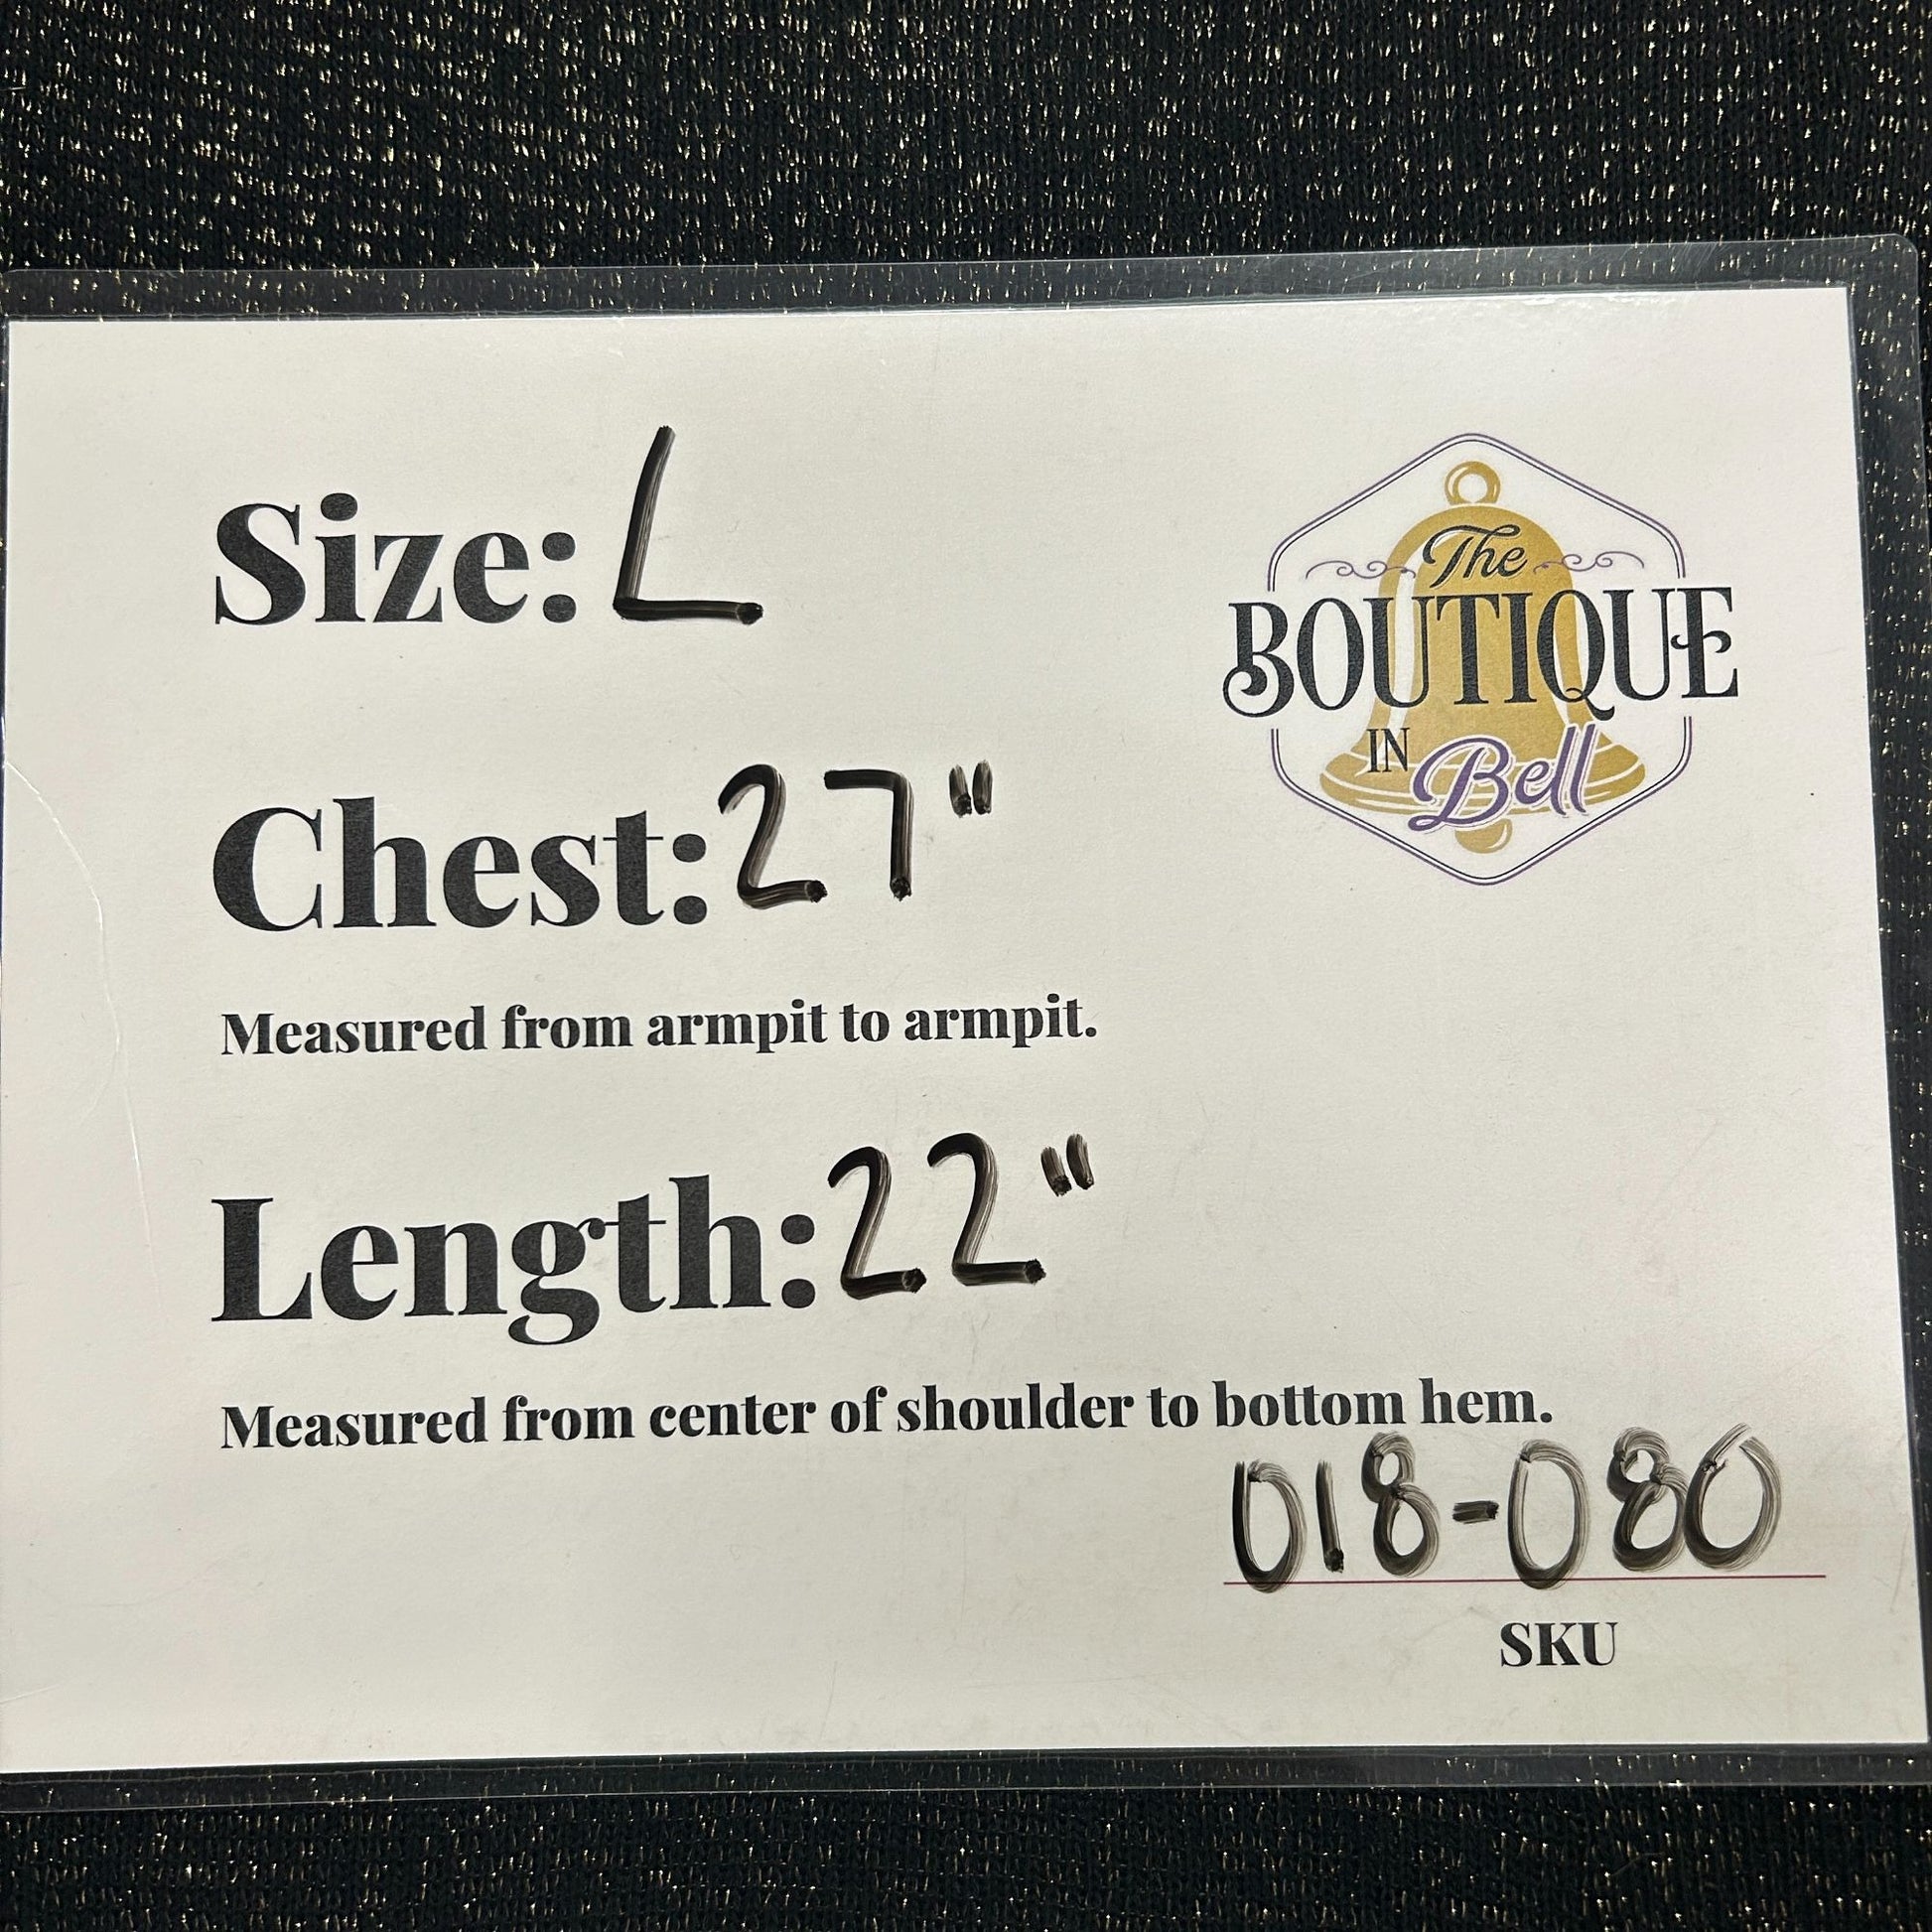 Size: L
The
BOUTIQUE
IN Bell
Chest: 27"
Measured from armpit to armpit.
Length: 22"
Measured from center of shoulder to bottom hem.
018-080
SKU